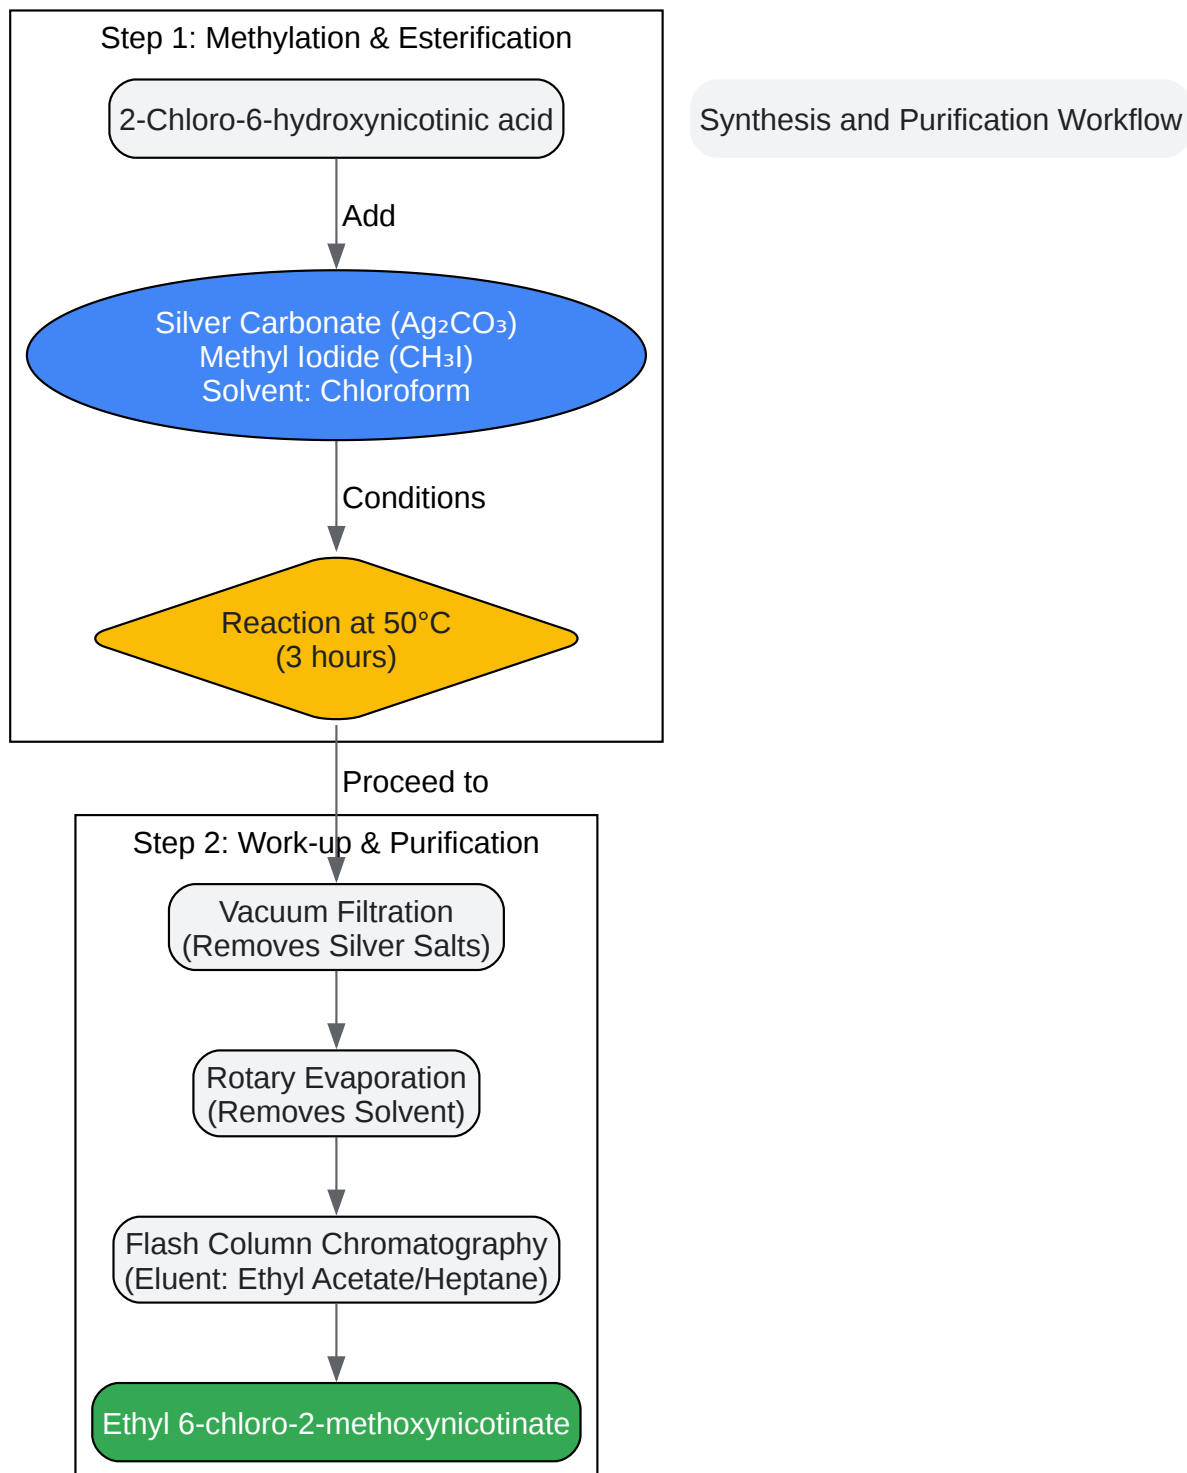 Step 1: Methylation & Esterification
2-Chloro-6-hydroxynicotinic acid
Synthesis and Purification Workflow
Add
Silver Carbonate (Ag₂CO₃)
Methyl Iodide (CH₃I)
Solvent: Chloroform
Conditions
Reaction at 50°C
(3 hours)
Proceed to
Step 2: Work-up & Purification
Vacuum Filtration
(Removes Silver Salts)
Rotary Evaporation
(Removes Solvent)
Flash Column Chromatography
(Eluent: Ethyl Acetate/Heptane)
Ethyl 6-chloro-2-methoxynicotinate